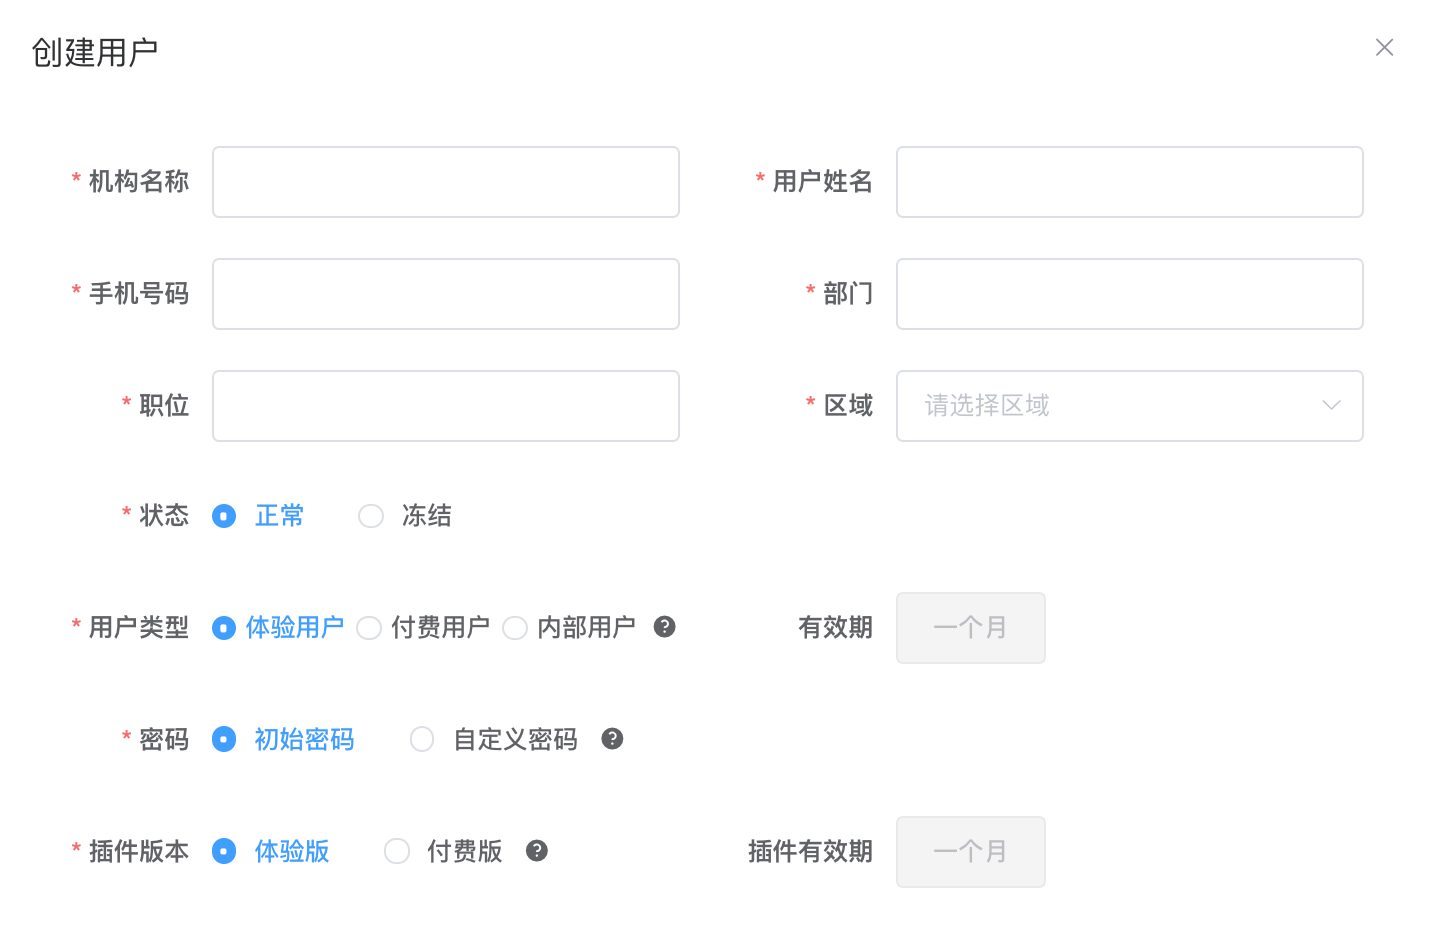 创建用户
* 机构名称
* 用户姓名
* 手机号码
* 部门
* 职位
* 区域 请选择区域
* 状态 正常 冻结
* 用户类型 体验用户 付费用户 内部用户 ?
有效期 一个月
* 密码 初始密码 自定义密码 ?
* 插件版本 体验版 付费版 ?
插件有效期 一个月